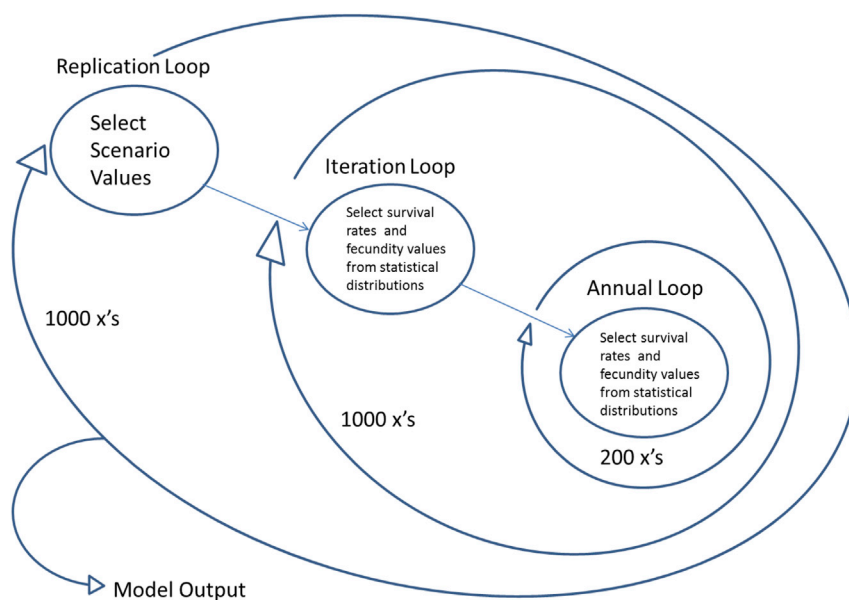 Replication Loop
Select
Scenario
Values
Iteration Loop
Select survival
rates and
fecundity values
from statistical
distributions
Annual Loop
Select survival
rates and
fecundity values
from statistical
distributions
1000 x's
1000 x's
200 x's
Model Output